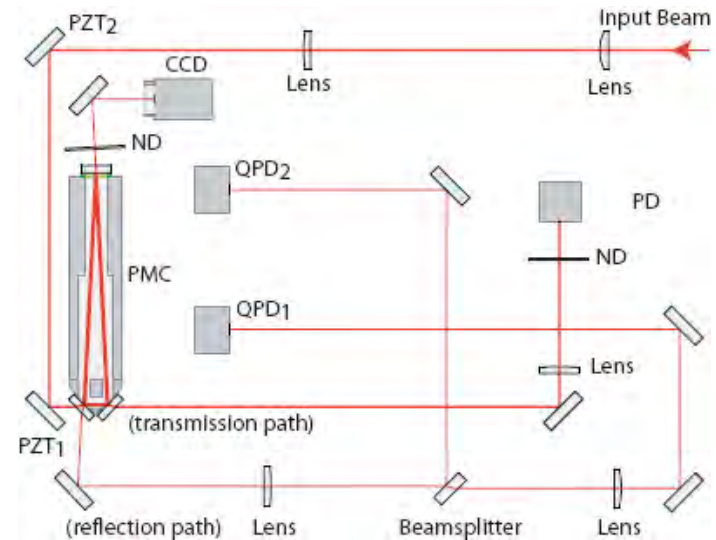 PZT2
Input Beam
CCD
Lens
Lens
ND
QPD2
PD
ND
PMC
QPD1
Lens
(transmission path)
PZT1
(reflection path)
Lens
Beamsplitter
Lens